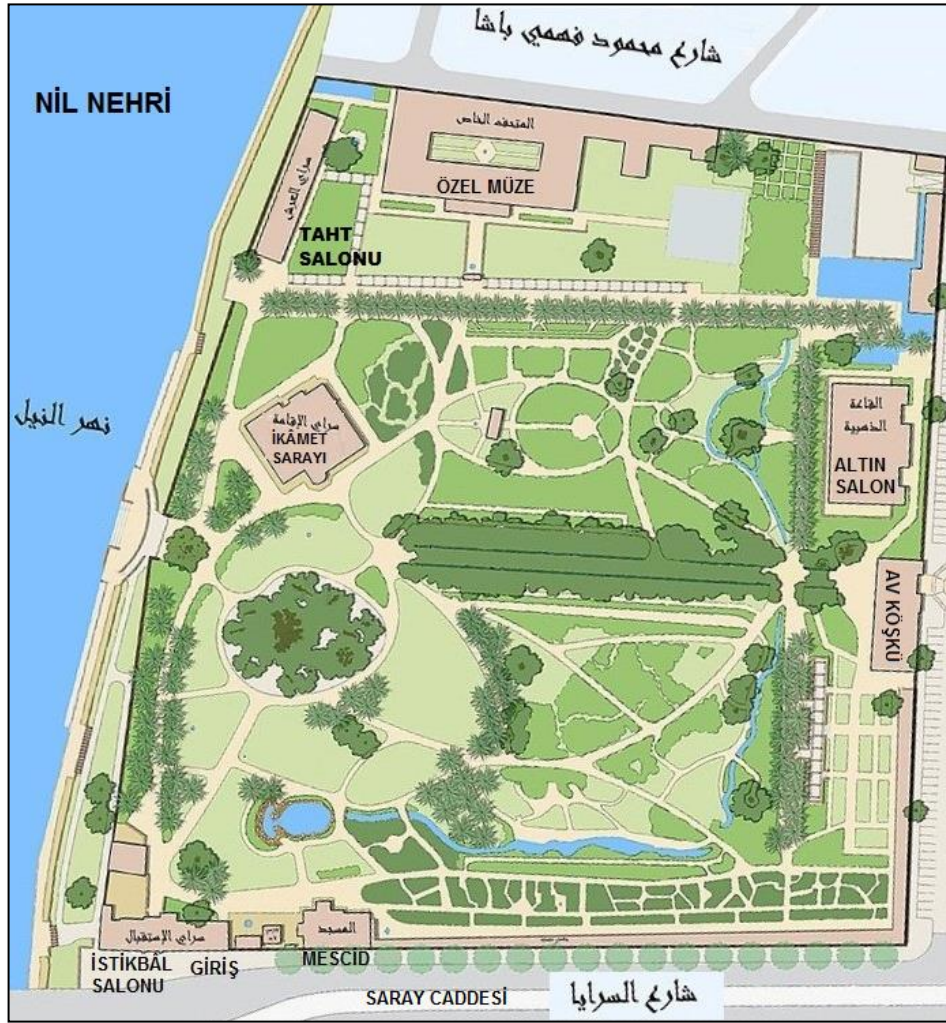 شارع محمود فهمي باشا
NİL NEHRİ
المتحف الخاص
ÖZEL MÜZE
سراي العرش
TAHT
SALONU
نهر النيل
سراي الإقامة
İKÂMET
SARAYI
القاعة
الذهبية
ALTIN
SALON
AV KÖŞKÜ
سراي الإستقبال
المسجد
İSTİKBÂL
SALONU
GİRİŞ
MESCİD
SARAY CADDESİ
شارع السرايا